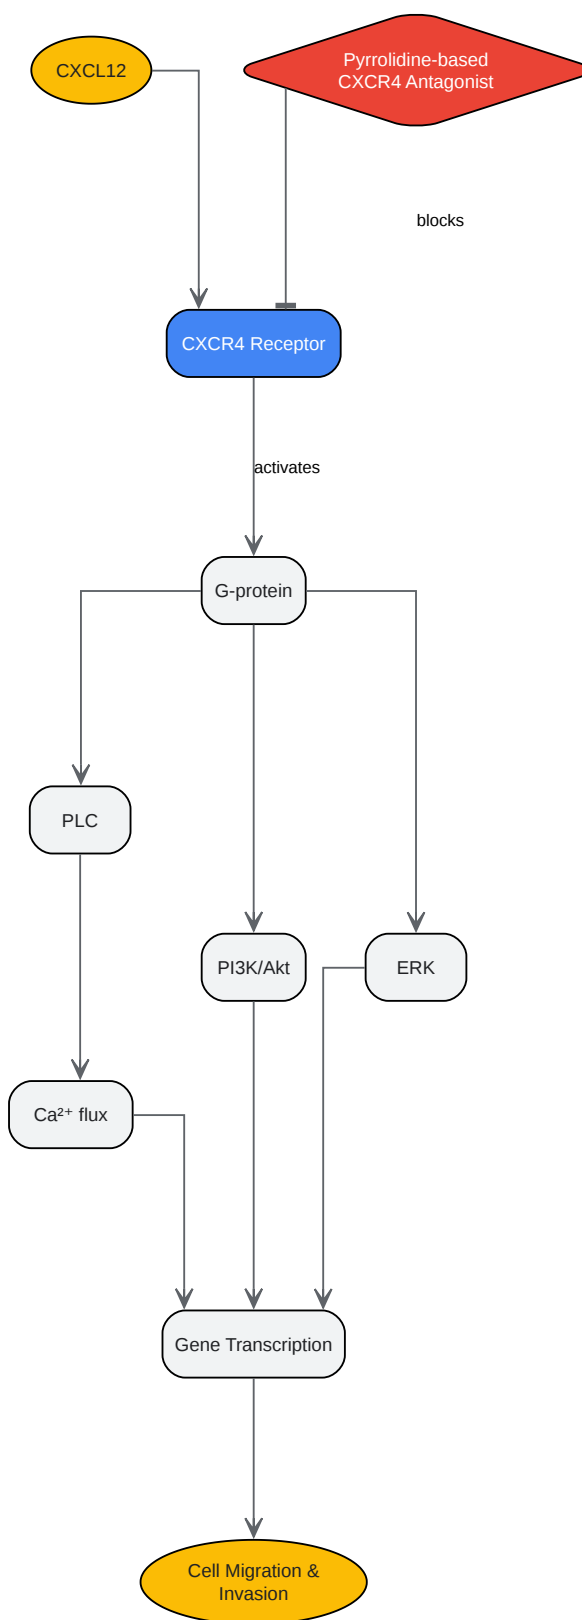 CXCL12
Pyrrolidine-based
CXCR4 Antagonist
blocks
CXCR4 Receptor
activates
G-protein
PLC
PI3K/Akt
ERK
Ca²⁺ flux
Gene Transcription
Cell Migration &
Invasion